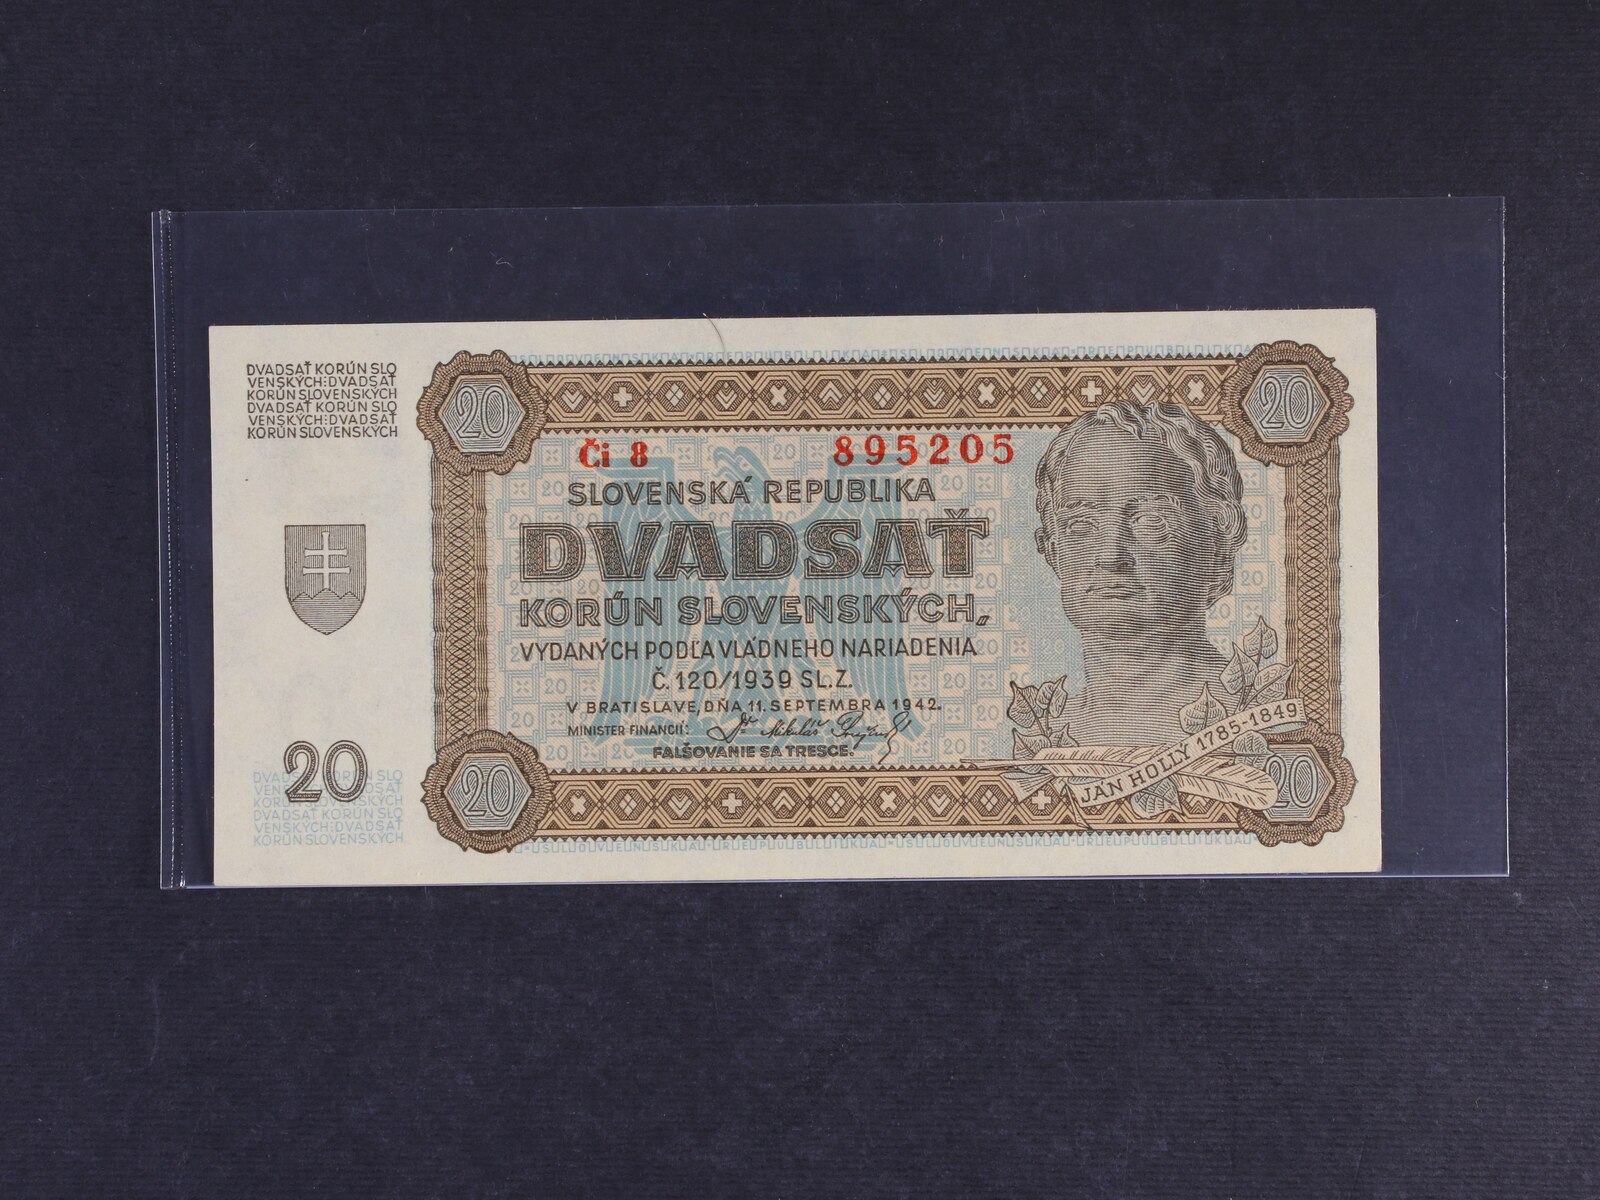 DVADSAŤ KORÚN SLO
VENSKÝCH:DVADSAŤ
KORÚN SLOVENSKÝCH
DVADSAŤ KORÚN SLO
VENSKÝCH:DVADSAŤ
KORÚN SLOVENSKÝCH
20
20
Či 8 895205
SLOVENSKÁ REPUBLIKA
DVADSAŤ
KORÚN SLOVENSKÝCH,,
VYDANÝCH PODĽA VLÁDNEHO NARIADENIA
Č. 120/1939 SL. Z.
V BRATISLAVE, DŇA 11. SEPTEMBRA 1942.
MINISTER FINANCIÍ:
FALŠOVANIE SA TRESCE.
JÁN HOLLÝ 1785-1849
20
DVADSAŤ KORÚN SLO
VENSKÝCH:DVADSAŤ
KORÚN SLOVENSKÝCH
DVADSAŤ KORÚN SLO
VENSKÝCH:DVADSAŤ
KORÚN SLOVENSKÝCH
20
20